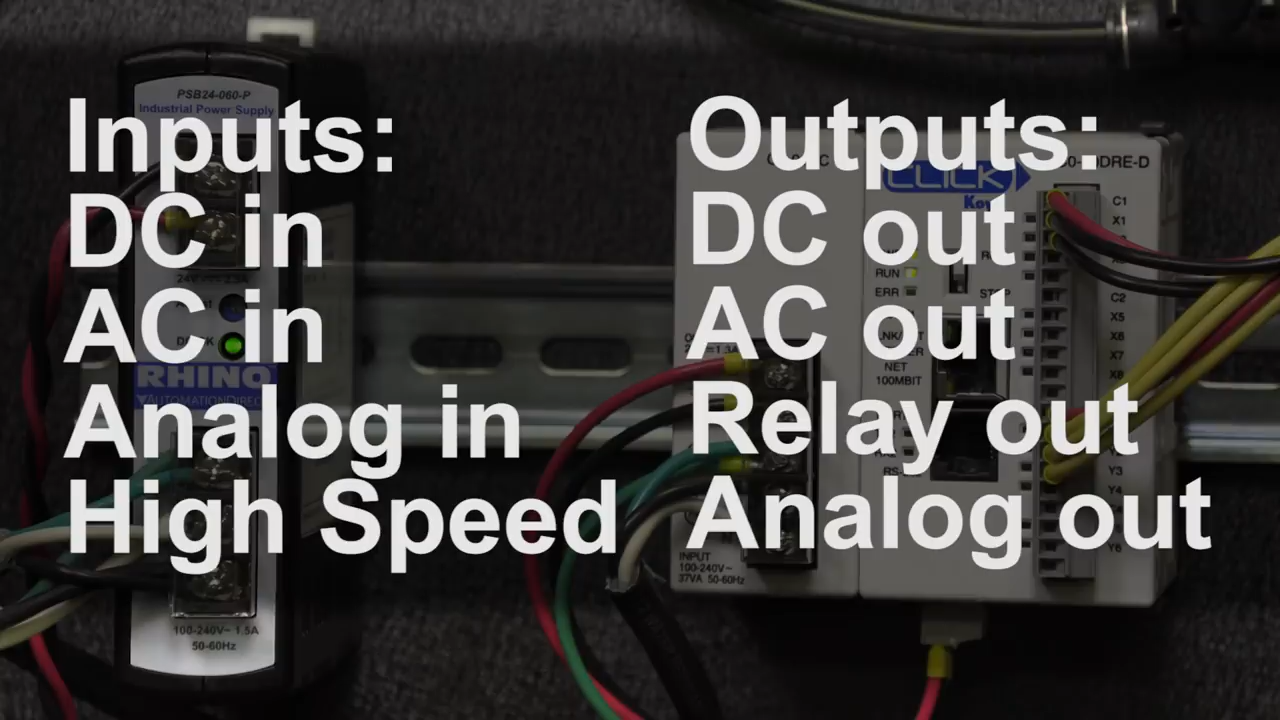 Inputs:
DC in
AC in
Analog in
High Speed
Outputs:
DC out
AC out
Relay out
Analog out
PSB24-060-P
Industrial Power Supply
RHINO
100-240V~ 1.5A
50-60Hz
CLICK
RUN
ERR
NET
100MBIT
INPUT
100-240V~
37VA 50-60Hz
C1
X1
C2
X5
X6
X7
X8
Y3
Y4
Y6